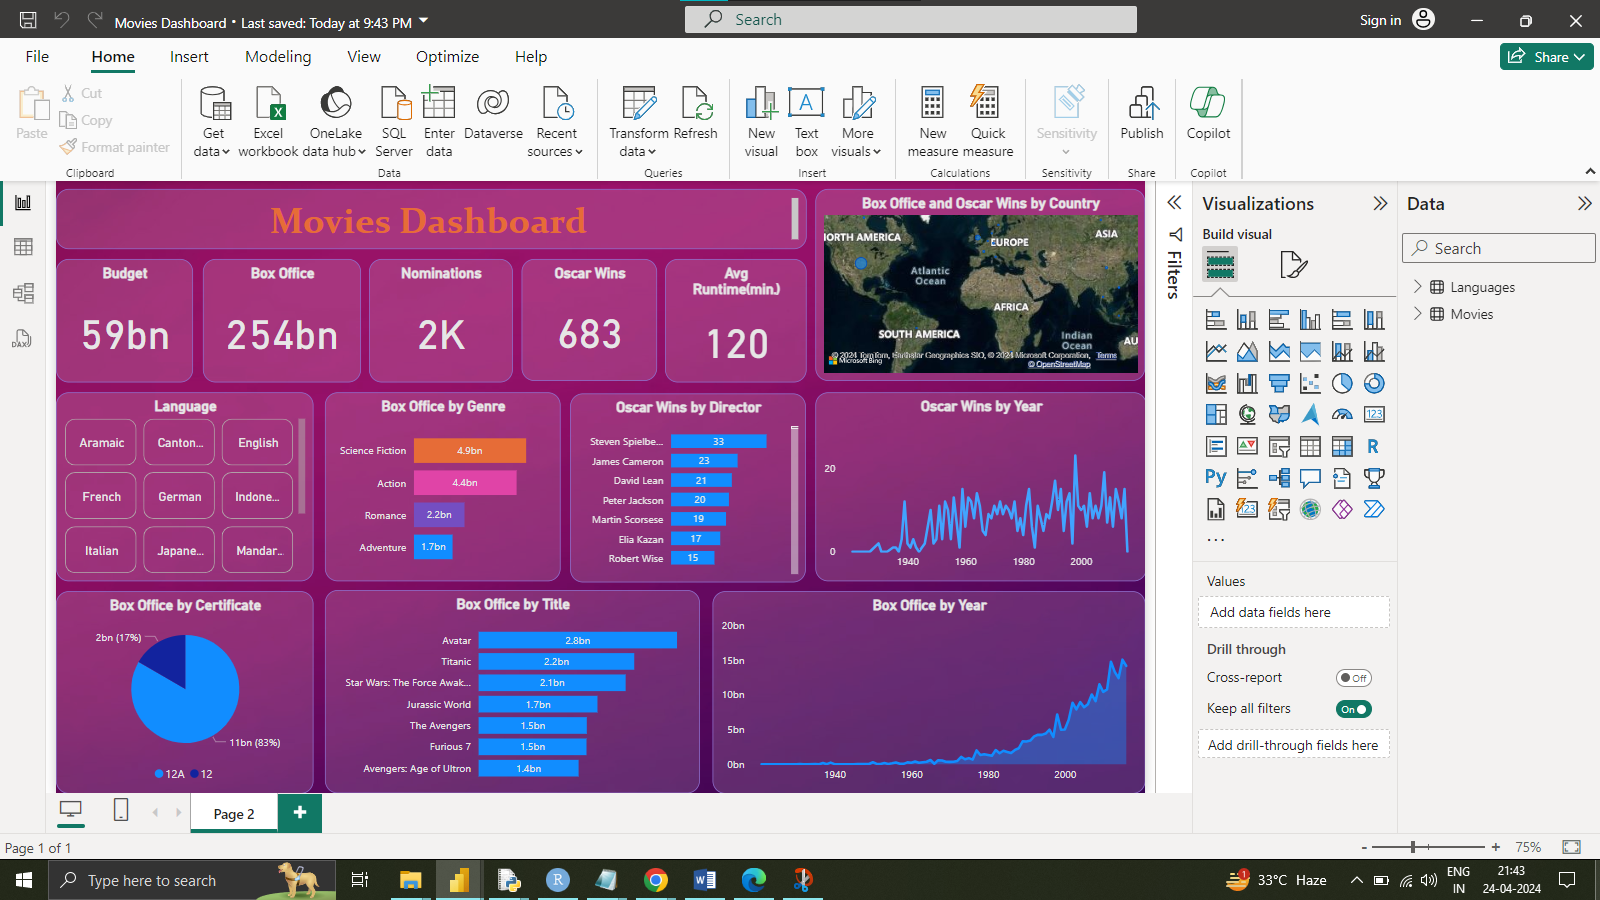 Movies Dashboard • Last saved: Today at 9:43 PM
Search
Sign in
File
Home
Insert
Modeling
View
Optimize
Help
Share
Paste
Cut
Copy
Format painter
Clipboard
Get data
Excel workbook
OneLake data hub
SQL Server
Enter data
Dataverse
Recent sources
Data
Transform data
Refresh
Queries
New visual
Text box
More visuals
Insert
New measure
Quick measure
Calculations
Sensitivity
Sensitivity
Publish
Share
Copilot
Copilot
Movies Dashboard
Budget
59bn
Box Office
254bn
Nominations
2K
Oscar Wins
683
Avg
Runtime(min.)
120
Box Office and Oscar Wins by Country
NORTH AMERICA
EUROPE
ASIA
Atlantic
Ocean
AFRICA
SOUTH AMERICA
Indian
Ocean
AU
Microsoft Bing
© 2024 TomTom, Earthstar Geographics SIO, © 2024 Microsoft Corporation, Terms
© OpenStreetMap
Language
Aramaic
Canton...
English
French
German
Indone...
Italian
Japane...
Mandar...
Box Office by Genre
Science Fiction 4.9bn
Action 4.4bn
Romance 2.2bn
Adventure 1.7bn
Oscar Wins by Director
Steven Spielbe... 33
James Cameron 23
David Lean 21
Peter Jackson 20
Martin Scorsese 19
Elia Kazan 17
Robert Wise 15
Oscar Wins by Year
20
0
1940 1960 1980 2000
Box Office by Certificate
2bn (17%)
11bn (83%)
12A 12
Box Office by Title
Avatar 2.8bn
Titanic 2.2bn
Star Wars: The Force Awak... 2.1bn
Jurassic World 1.7bn
The Avengers 1.5bn
Furious 7 1.5bn
Avengers: Age of Ultron 1.4bn
Box Office by Year
20bn
15bn
10bn
5bn
0bn
1940 1960 1980 2000
Filters
Visualizations
Build visual
123
R
Py
123
...
Values
Add data fields here
Drill through
Cross-report
Off
Keep all filters
On
Add drill-through fields here
Data
Search
Languages
Movies
DAX
Page 2
+
Page 1 of 1
- + 75%
Type here to search
33°C Haze
ENG
IN
21:43
24-04-2024